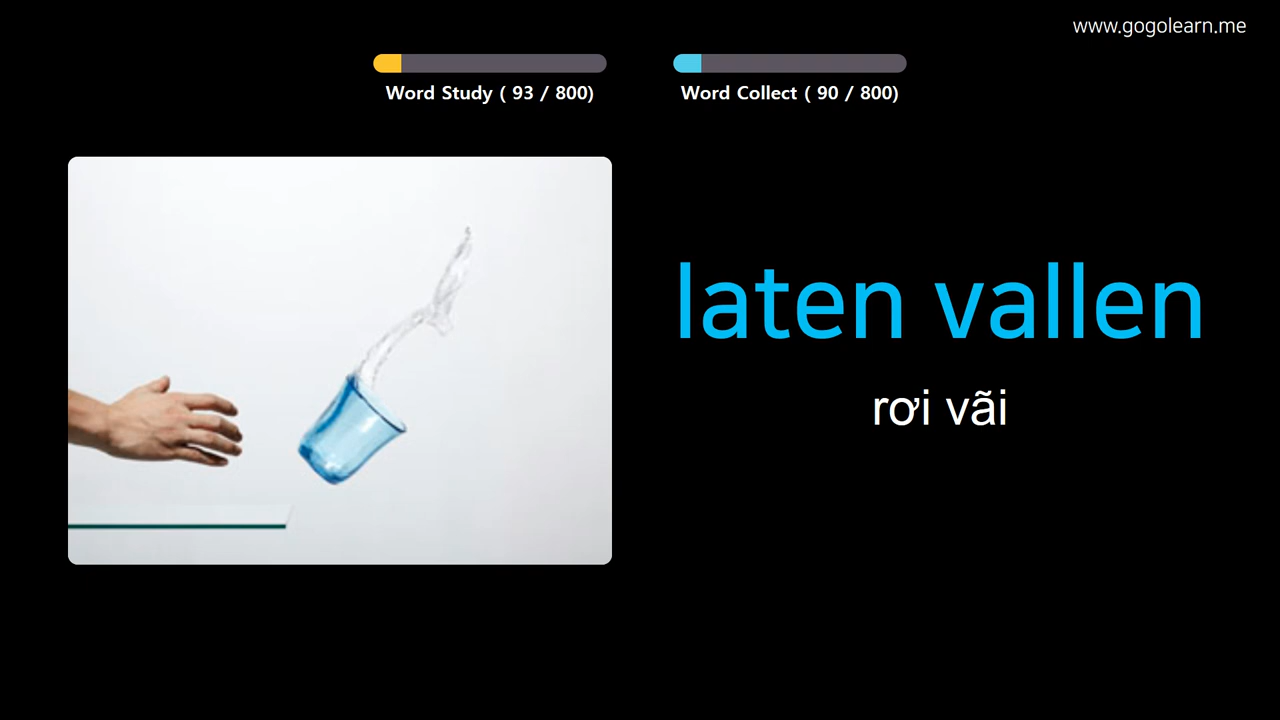 www.gogolearn.me
Word Study ( 93 / 800)
Word Collect ( 90 / 800)
laten vallen
rơi vãi